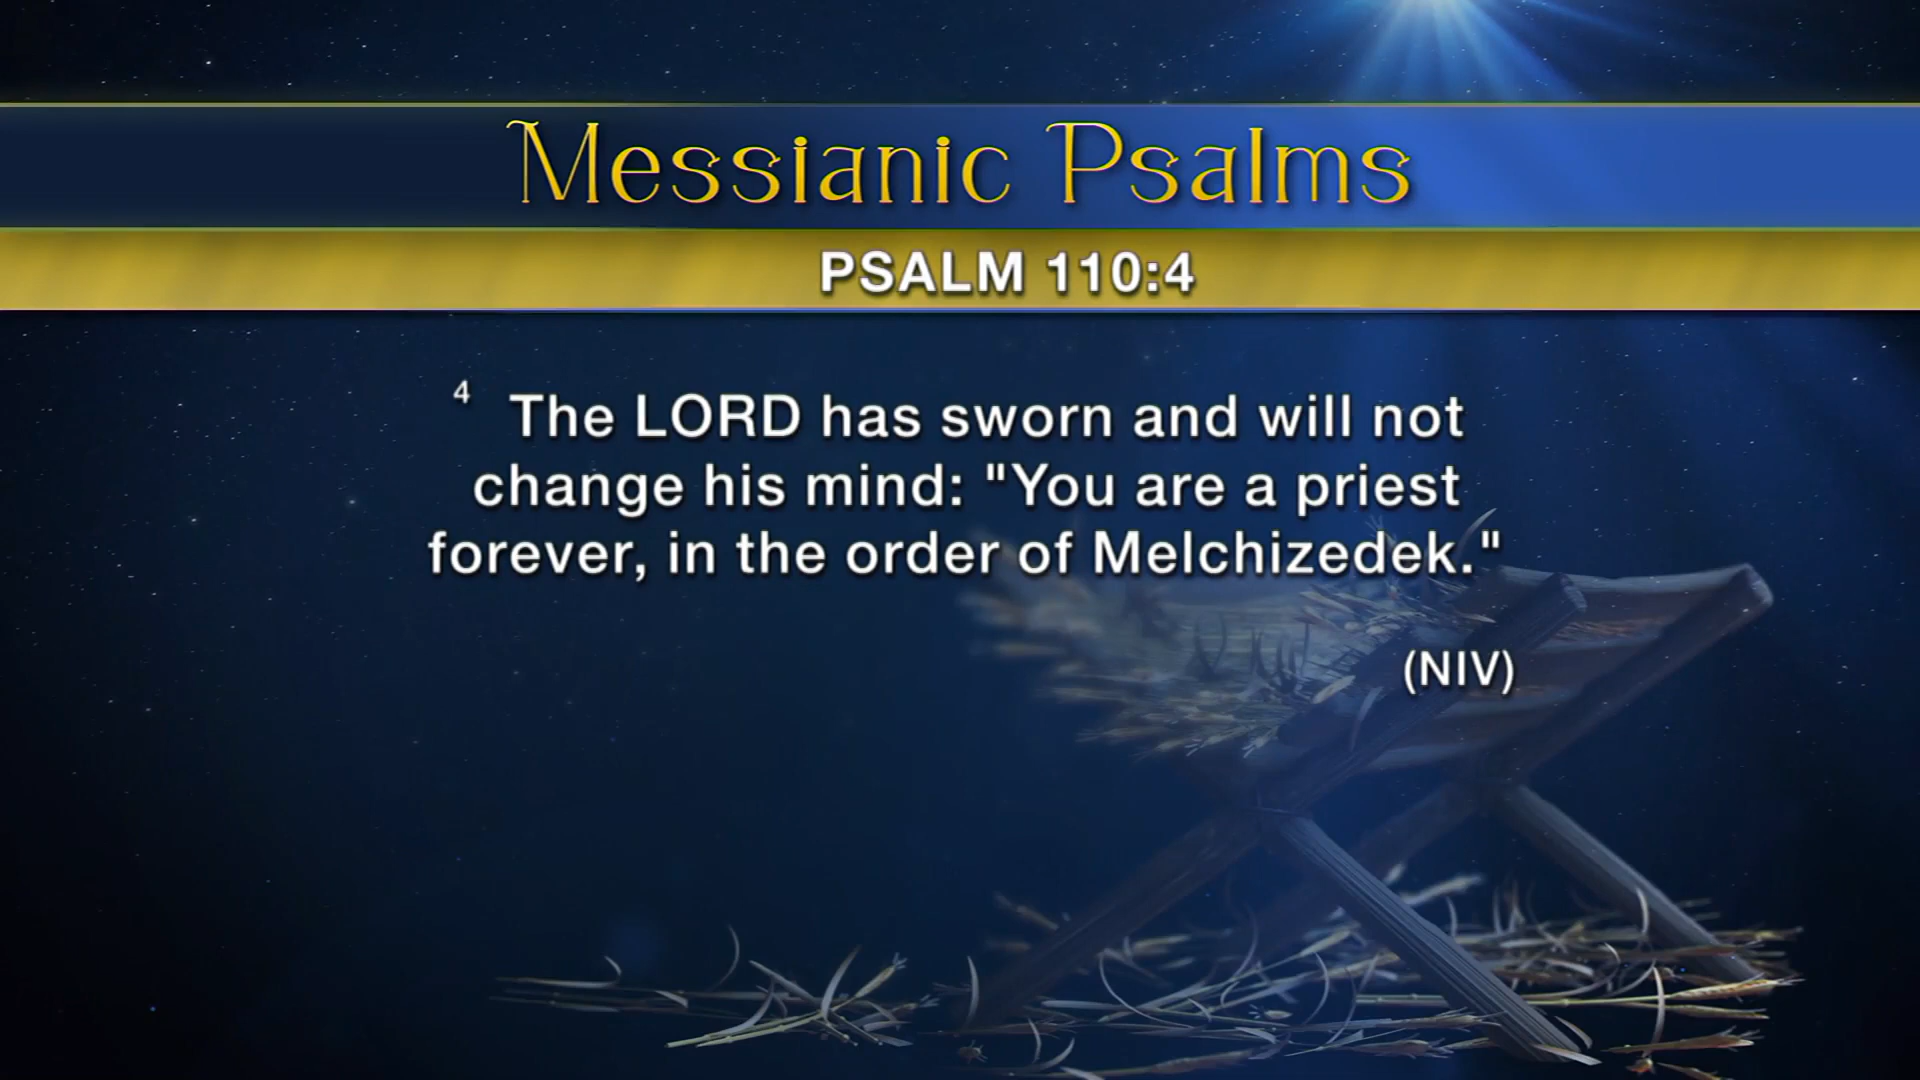 Messianic Psalms
PSALM 110:4
4 The LORD has sworn and will not
change his mind: "You are a priest
forever, in the order of Melchizedek."
(NIV)